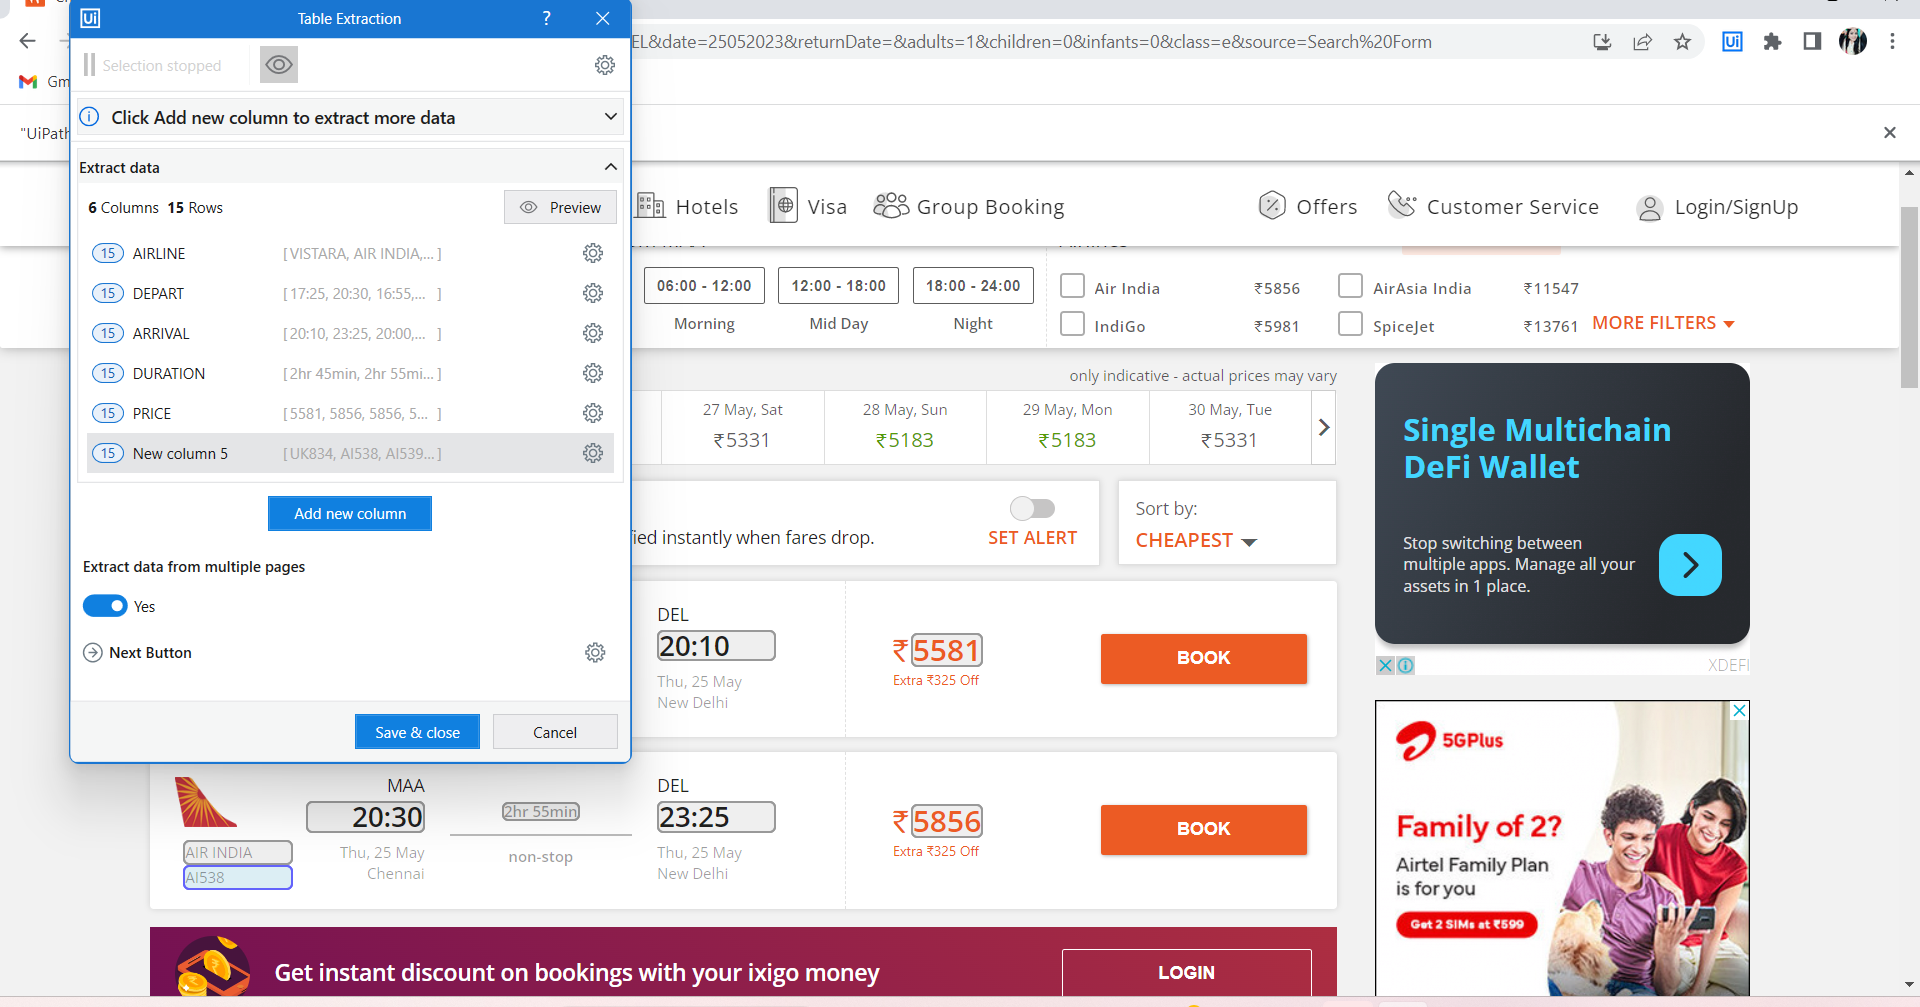 Ui Table Extraction ?
Selection stopped
Click Add new column to extract more data
Extract data
6 Columns 15 Rows
Preview
15 AIRLINE [ VISTARA, AIR INDIA,... ]
15 DEPART [ 17:25, 20:30, 16:55,... ]
15 ARRIVAL [ 20:10, 23:25, 20:00,... ]
15 DURATION [ 2hr 45min, 2hr 55mi... ]
15 PRICE [ 5581, 5856, 5856, 5... ]
15 New column 5 [ UK834, AI538, AI539... ]
Add new column
Extract data from multiple pages
Yes
Next Button
Save & close
Cancel
EL&date=25052023&returnDate=&adults=1&children=0&infants=0&class=e&source=Search%20Form
Ui
Gm
"UiPath
Hotels
Visa
Group Booking
Offers
Customer Service
Login/SignUp
06:00 - 12:00
12:00 - 18:00
18:00 - 24:00
Morning
Mid Day
Night
Air India ₹5856
AirAsia India ₹11547
IndiGo ₹5981
SpiceJet ₹13761
MORE FILTERS
only indicative - actual prices may vary
27 May, Sat
₹5331
28 May, Sun
₹5183
29 May, Mon
₹5183
30 May, Tue
₹5331
fied instantly when fares drop.
SET ALERT
Sort by:
CHEAPEST
DEL
20:10
Thu, 25 May
New Delhi
₹5581
Extra ₹325 Off
BOOK
AIR INDIA
AI538
MAA
20:30
Thu, 25 May
Chennai
2hr 55min
non-stop
DEL
23:25
Thu, 25 May
New Delhi
₹5856
Extra ₹325 Off
BOOK
Get instant discount on bookings with your ixigo money
LOGIN
Single Multichain
DeFi Wallet
Stop switching between
multiple apps. Manage all your
assets in 1 place.
XDEFI
5GPlus
Family of 2?
Airtel Family Plan
is for you
Get 2 SIMs at ₹599